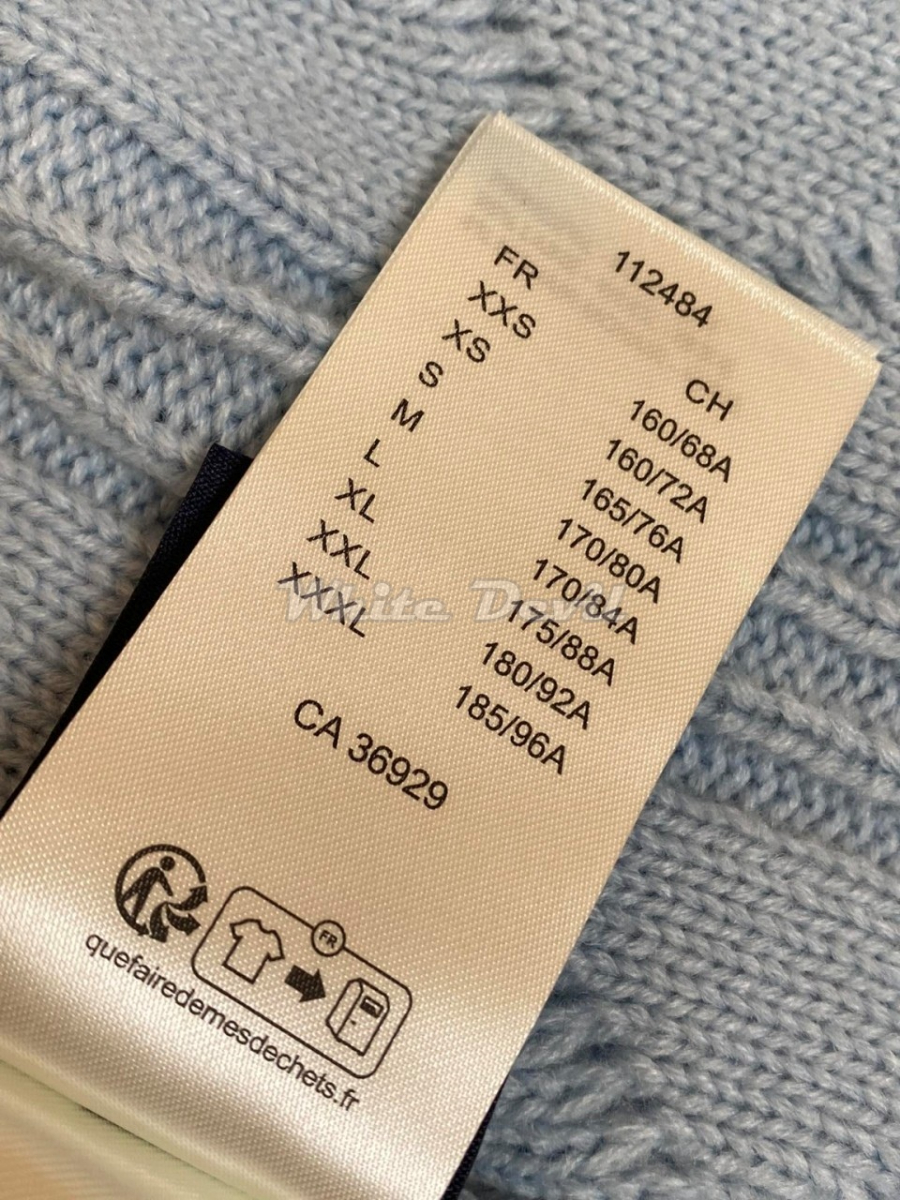 112484
FR CH
XXS 160/68A
XS 160/72A
S 165/76A
M 170/80A
L 170/84A
XL 175/88A
XXL 180/92A
XXXL 185/96A
CA 36929
FR
quefairedemesdechets.fr